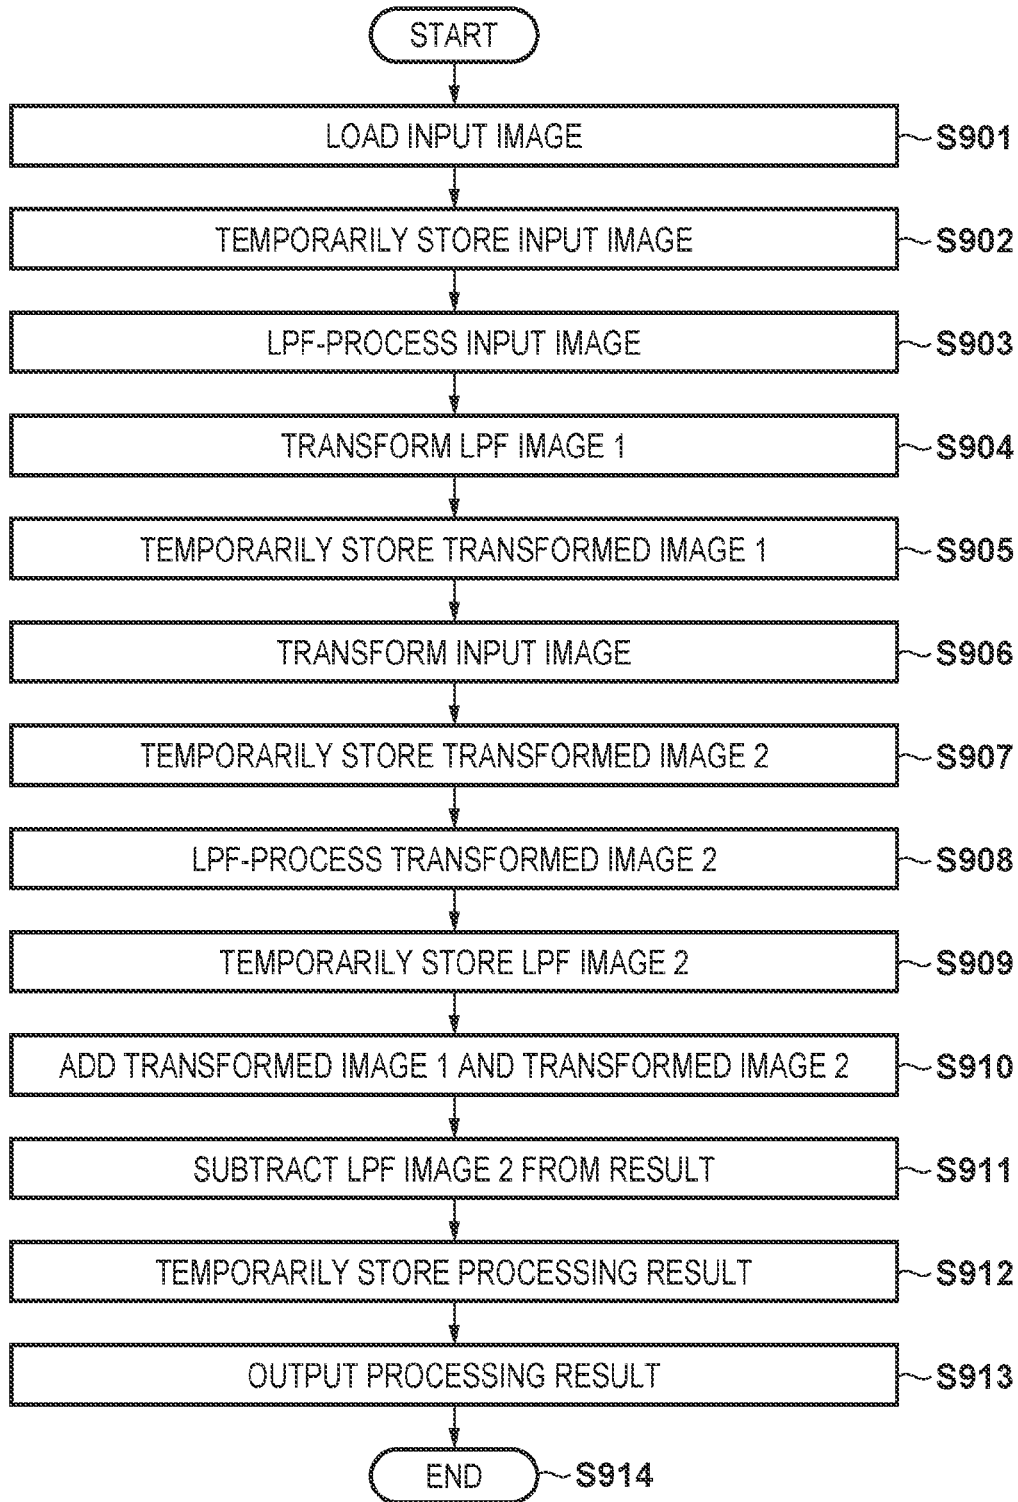 START
LOAD INPUT IMAGE
S901
TEMPORARILY STORE INPUT IMAGE
S902
LPF-PROCESS INPUT IMAGE
S903
TRANSFORM LPF IMAGE 1
S904
TEMPORARILY STORE TRANSFORMED IMAGE 1
S905
TRANSFORM INPUT IMAGE
S906
TEMPORARILY STORE TRANSFORMED IMAGE 2
S907
LPF-PROCESS TRANSFORMED IMAGE 2
S908
TEMPORARILY STORE LPF IMAGE 2
S909
ADD TRANSFORMED IMAGE 1 AND TRANSFORMED IMAGE 2
S910
SUBTRACT LPF IMAGE 2 FROM RESULT
S911
TEMPORARILY STORE PROCESSING RESULT
S912
OUTPUT PROCESSING RESULT
S913
END
S914